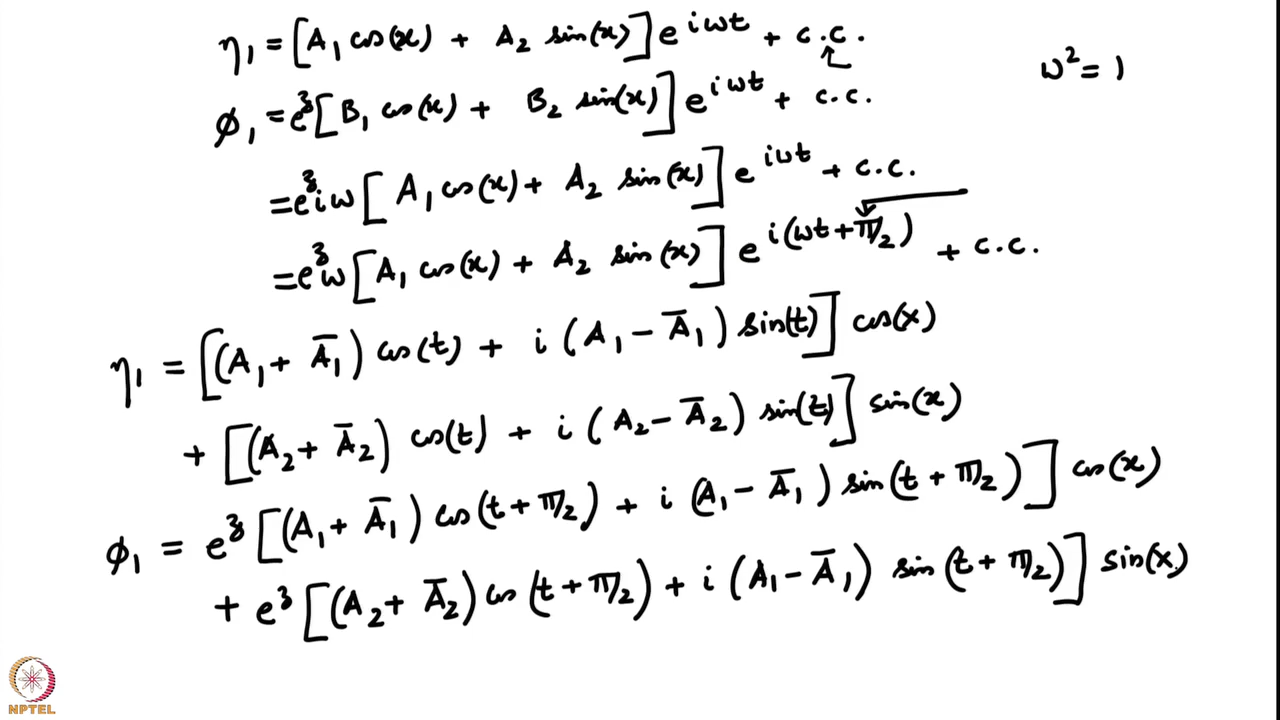 η₁ = [A₁ cos(x) + A₂ sin(x)] e^{iωt} + c.c.
ω² = 1
φ₁ = e^z [B₁ cos(x) + B₂ sin(x)] e^{iωt} + c.c.
= e^z iω [A₁ cos(x) + A₂ sin(x)] e^{iωt} + c.c.
= e^z ω [A₁ cos(x) + A₂ sin(x)] e^{i(ωt + π/2)} + c.c.
η₁ = [(A₁ + Ā₁) cos(t) + i (A₁ − Ā₁) sin(t)] cos(x)
+ [(A₂ + Ā₂) cos(t) + i (A₂ − Ā₂) sin(t)] sin(x)
φ₁ = e^z [(A₁ + Ā₁) cos(t + π/2) + i (A₁ − Ā₁) sin(t + π/2)] cos(x)
+ e^z [(A₂ + Ā₂) cos(t + π/2) + i (A₁ − Ā₁) sin(t + π/2)] sin(x)
NPTEL